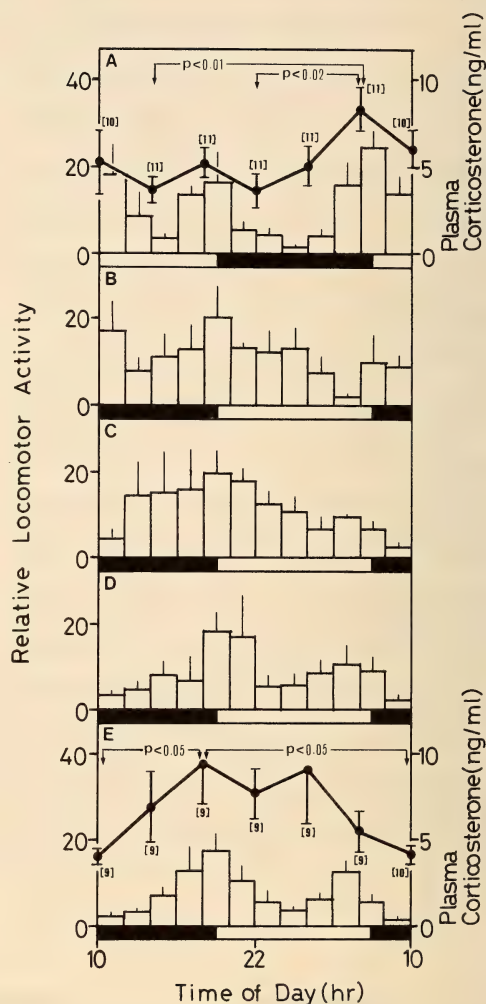 A
p<0.01
p<0.02
40
20
0
10
5
0
[10]
[11]
[11]
[11]
[11]
[11]
[10]
Plasma
Corticosterone(ng/ml)
B
20
0
C
20
0
D
20
0
Relative Locomotor Activity
E
p<0.05
p<0.05
40
20
0
10
5
0
[9]
[9]
[9]
[9]
[9]
[9]
[10]
Plasma
Corticosterone(ng/ml)
10
22
10
Time of Day(hr)